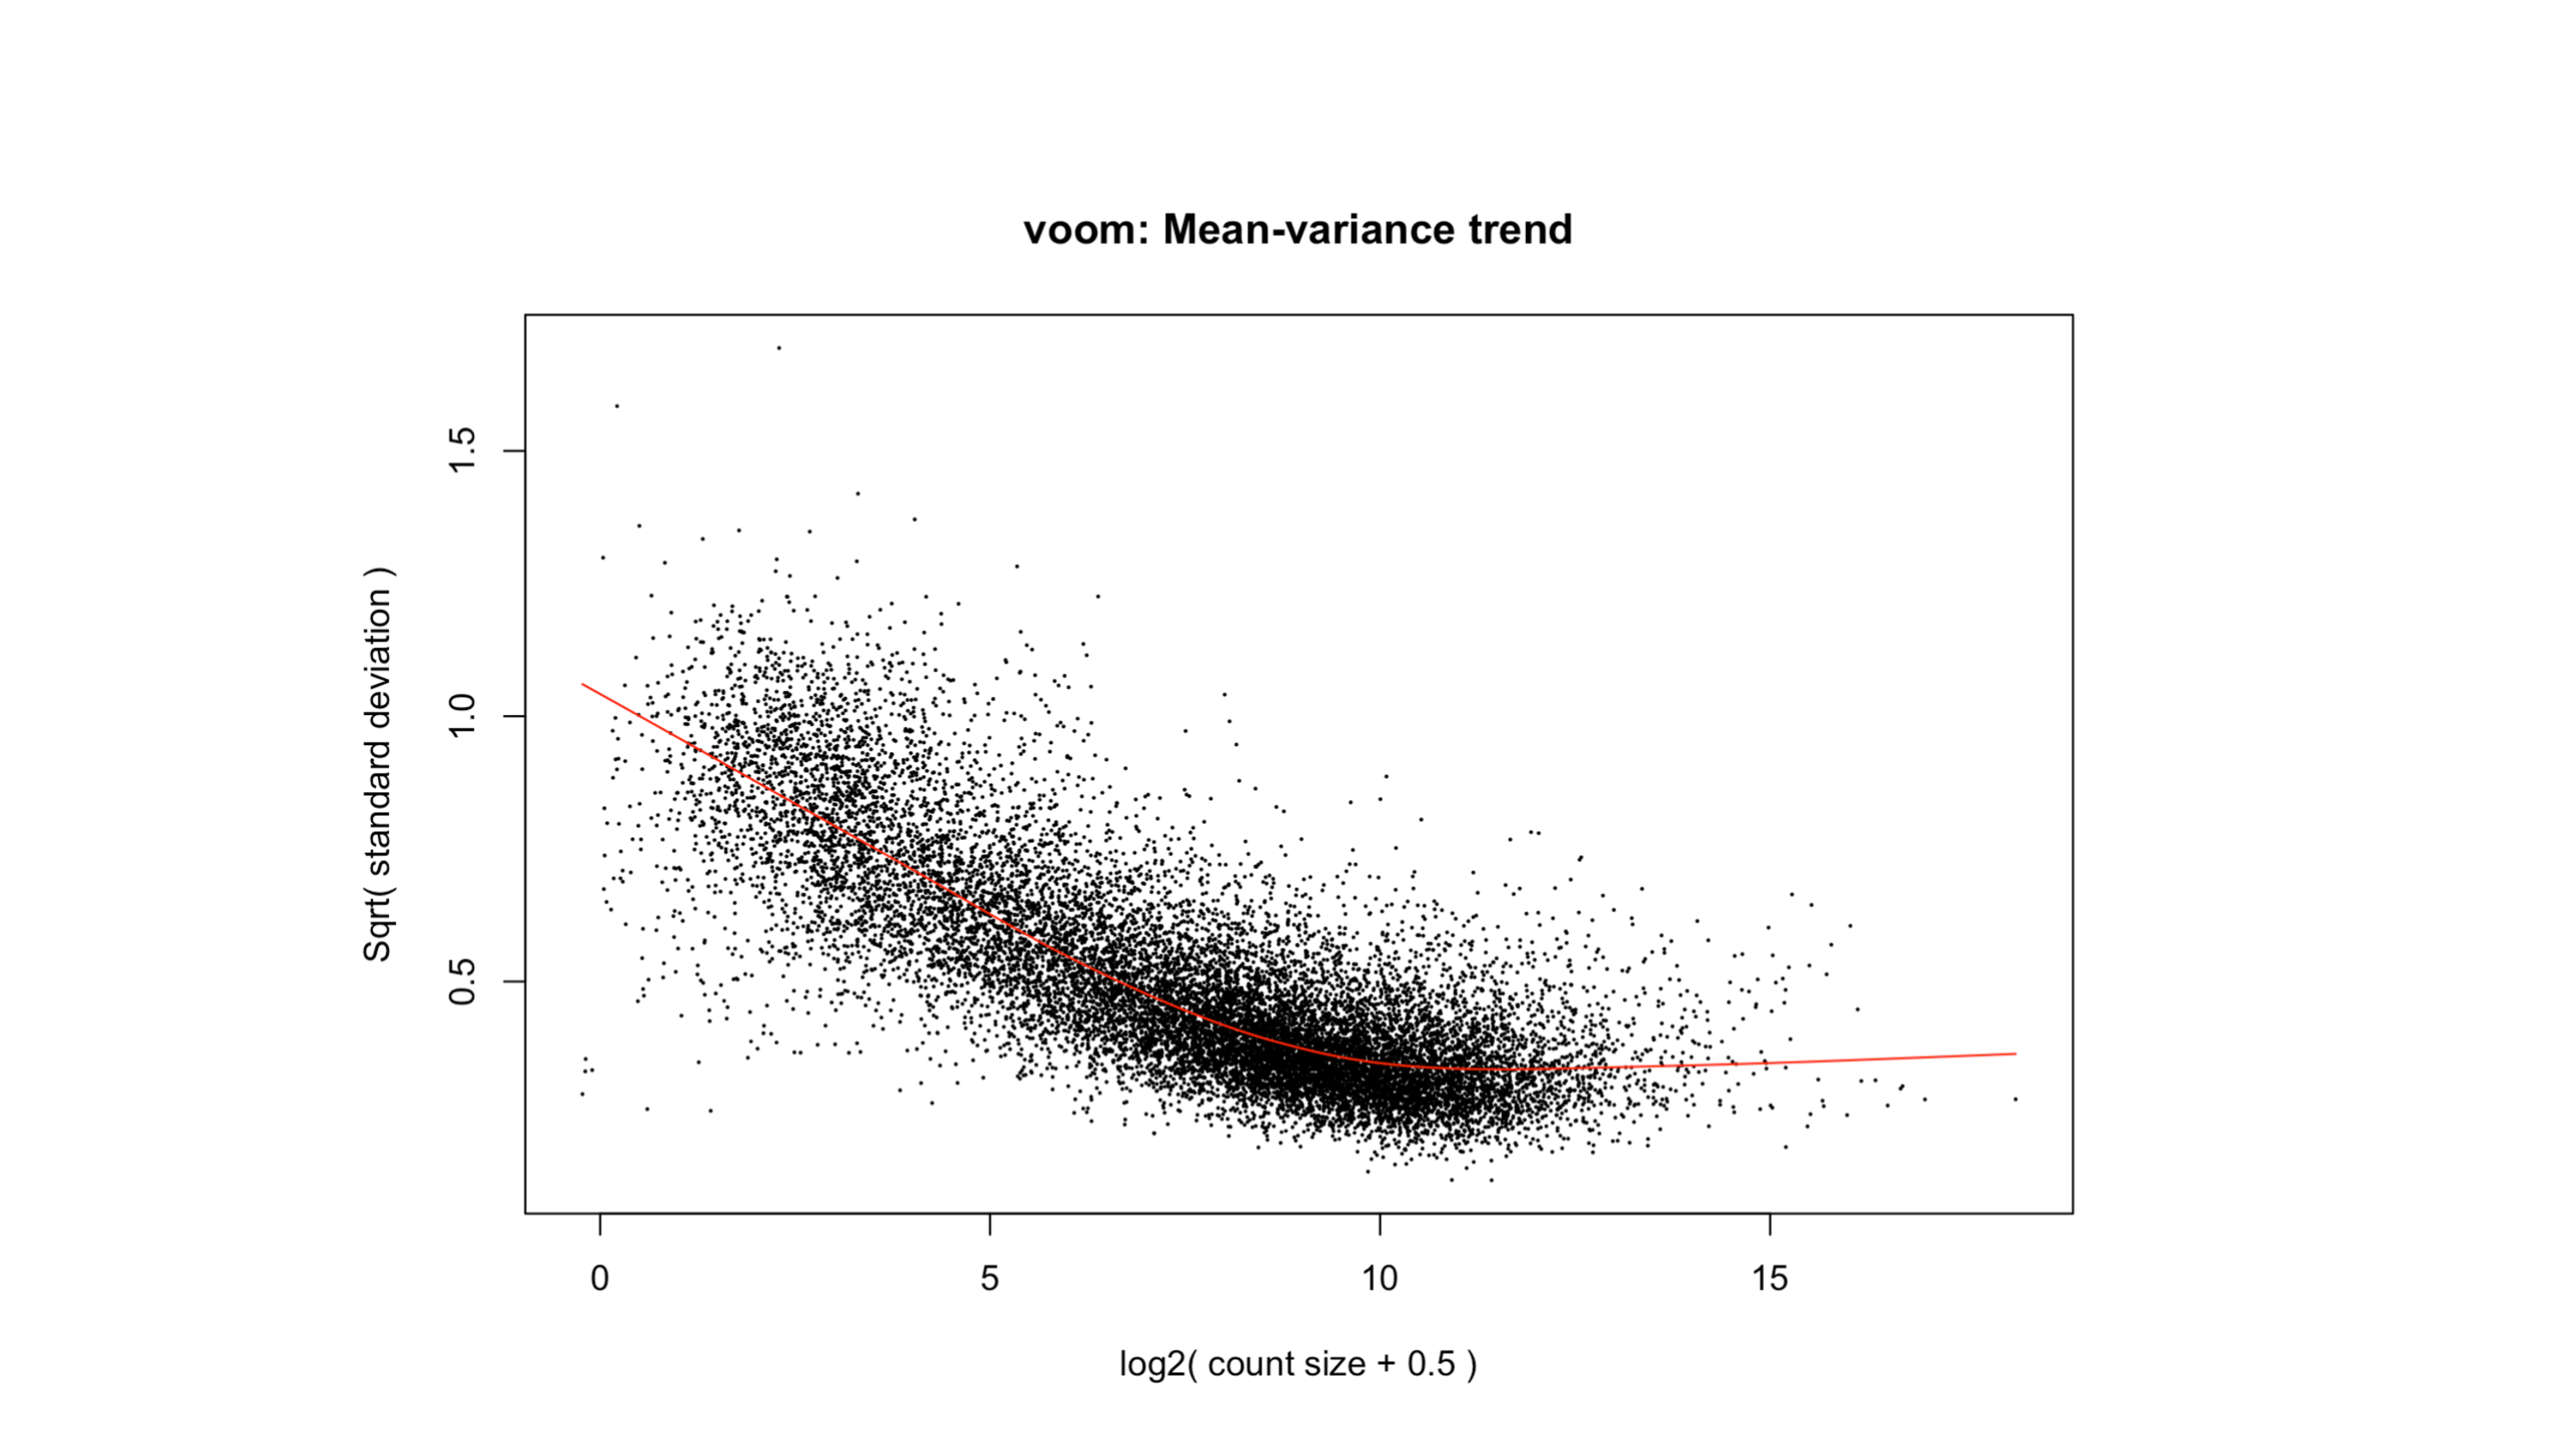 voom: Mean-variance trend
Sqrt( standard deviation )
1.5
1.0
0.5
0 5 10 15
log2( count size + 0.5 )